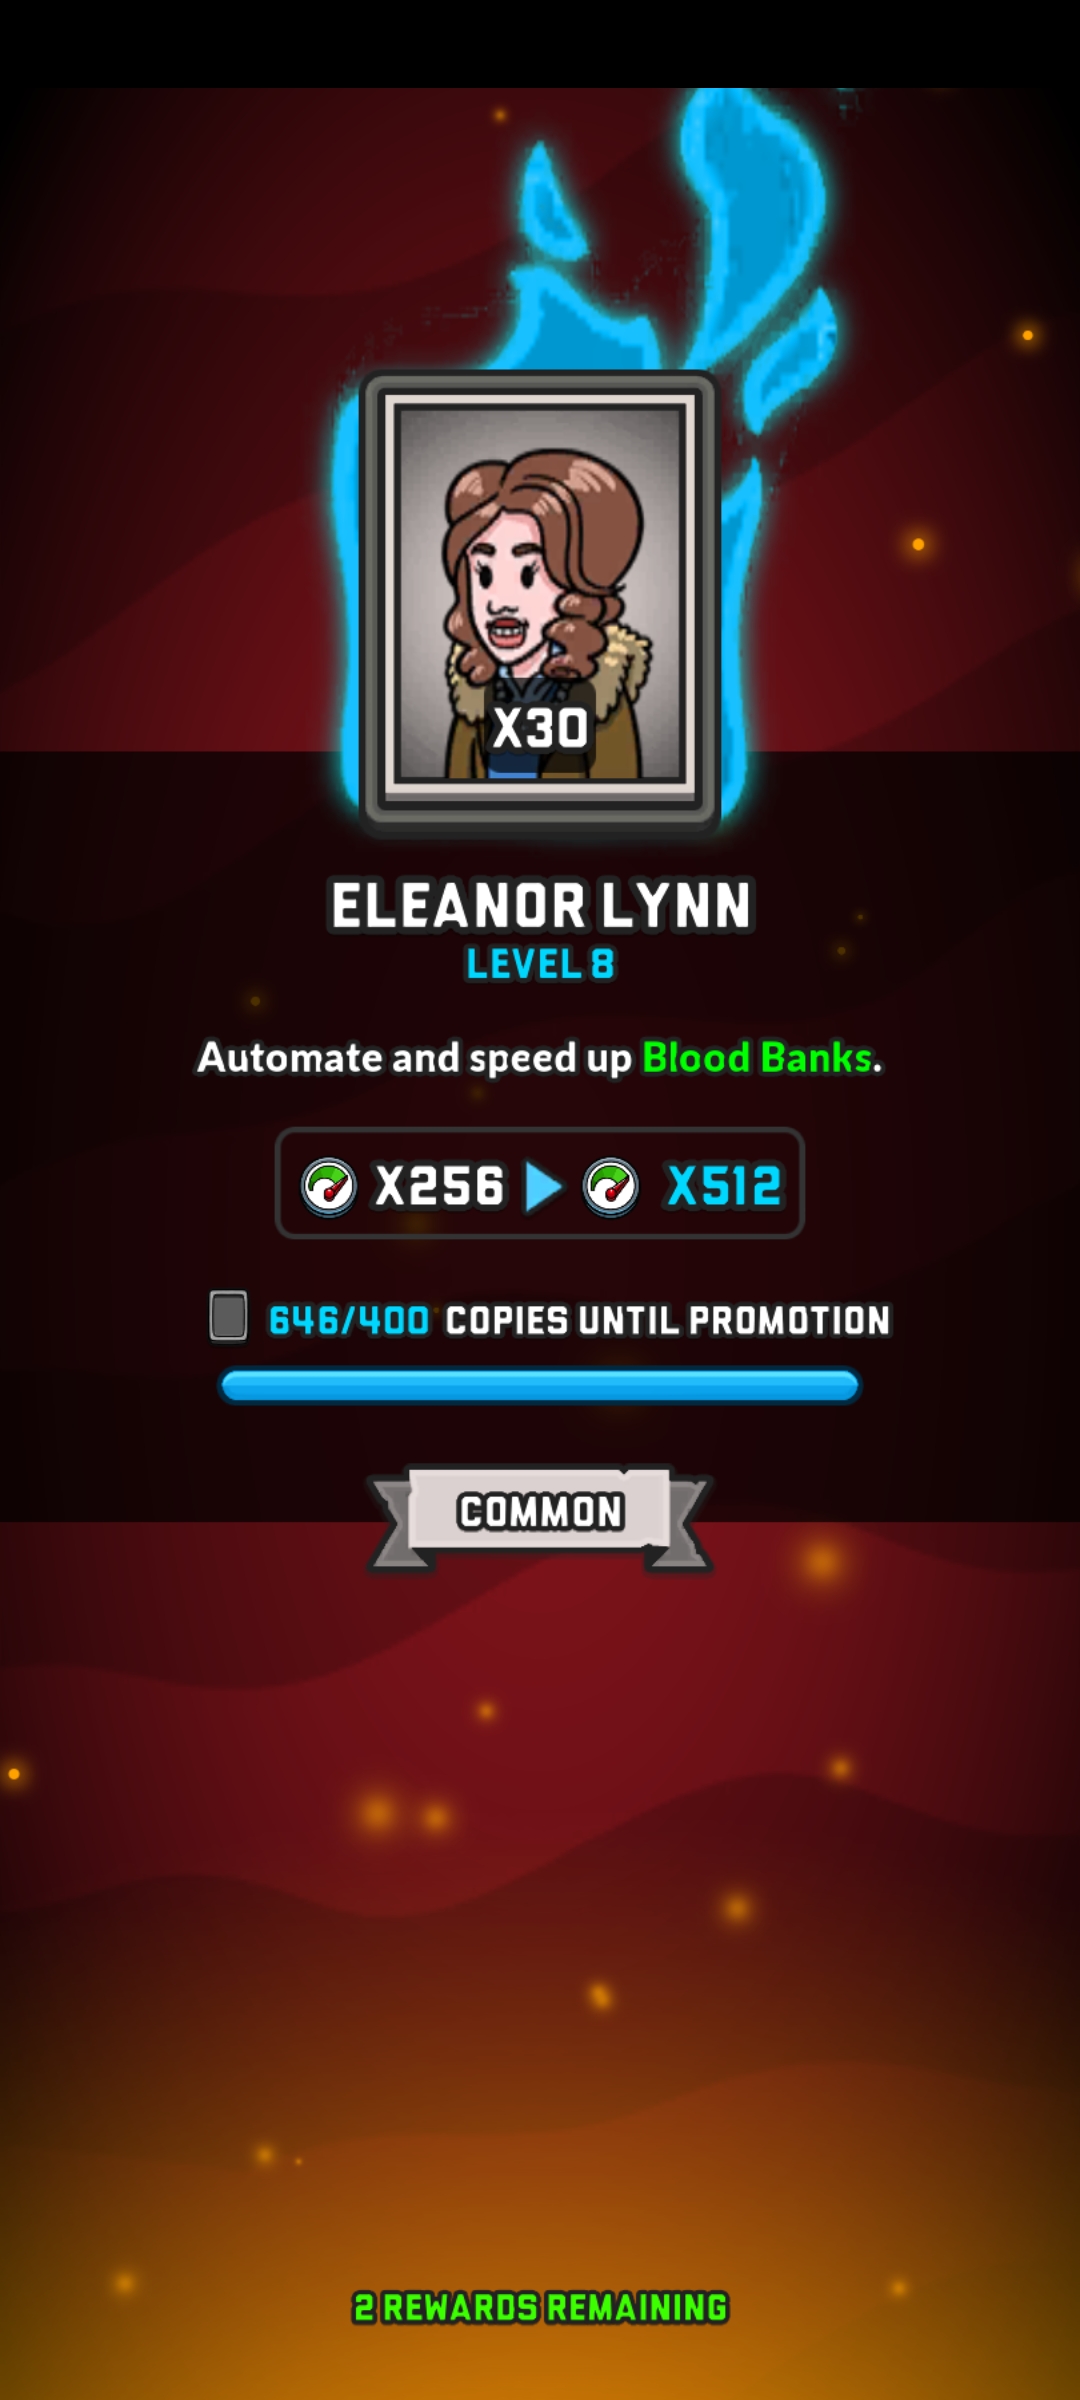 X30
ELEANOR LYNN
LEVEL 8
Automate and speed up Blood Banks.
X256 X512
646/400 COPIES UNTIL PROMOTION
COMMON
2 REWARDS REMAINING